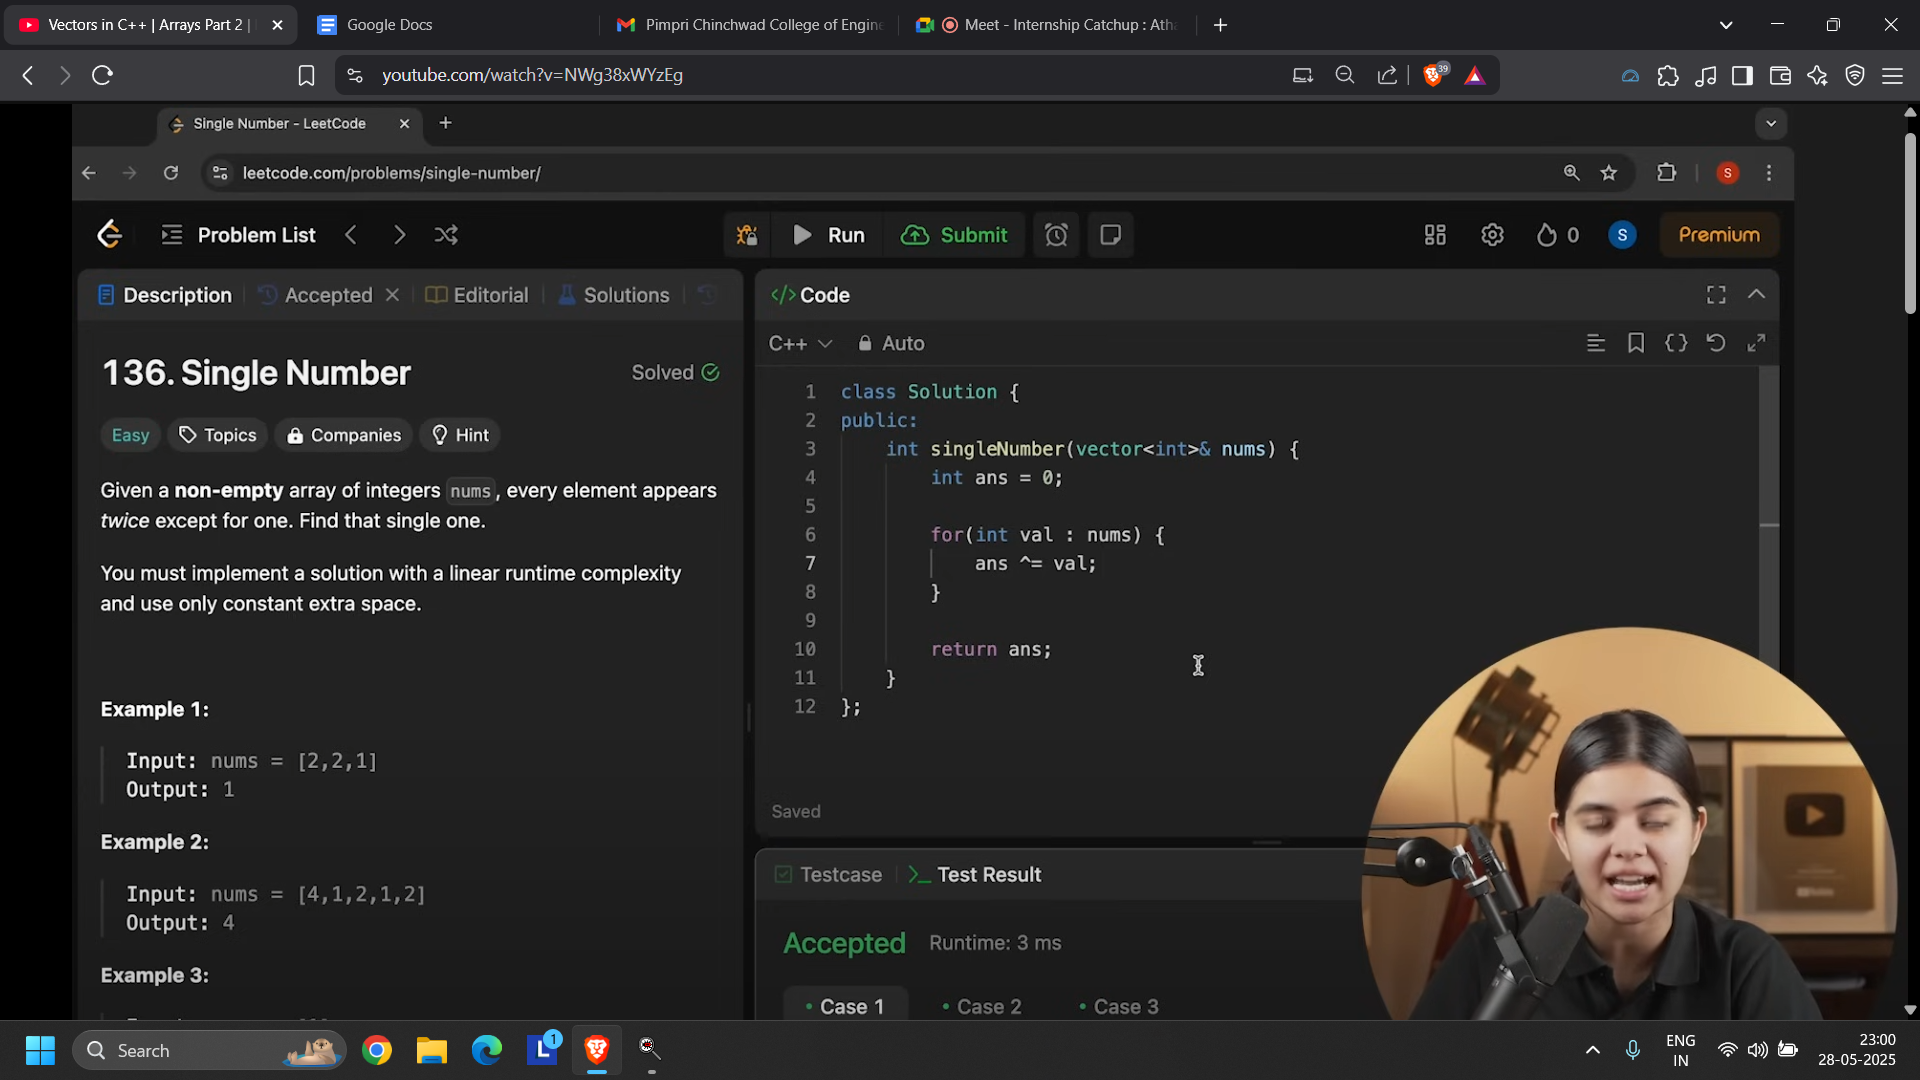 Vectors in C++ | Arrays Part 2 |
Google Docs
Pimpri Chinchwad College of Engine
Meet - Internship Catchup : Atha
youtube.com/watch?v=NWg38xWYzEg
39
Single Number - LeetCode
leetcode.com/problems/single-number/
S
Problem List
Run
Submit
0
S
Premium
Description
Accepted
Editorial
Solutions
</> Code
136. Single Number
Solved
C++
Auto
Easy
Topics
Companies
Hint
Given a non-empty array of integers nums, every element appears
twice except for one. Find that single one.
You must implement a solution with a linear runtime complexity
and use only constant extra space.
Example 1:
Input: nums = [2,2,1]
Output: 1
Example 2:
Input: nums = [4,1,2,1,2]
Output: 4
Example 3:
1 class Solution {
2 public:
3 int singleNumber(vector<int>& nums) {
4 int ans = 0;
5
6 for(int val : nums) {
7 ans ^= val;
8 }
9
10 return ans;
11 }
12 };
Saved
Testcase
Test Result
Accepted
Runtime: 3 ms
• Case 1
• Case 2
• Case 3
Search
L
1
ENG
IN
23:00
28-05-2025